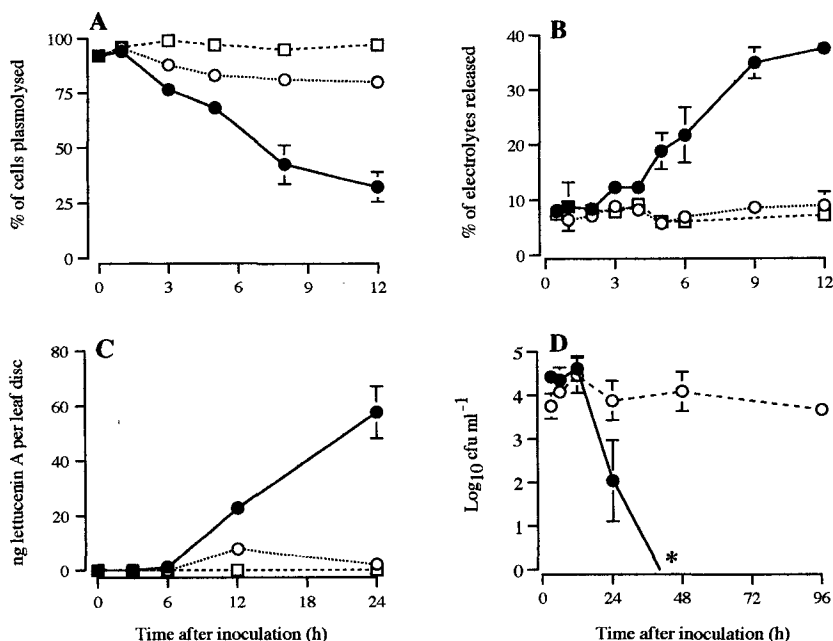 A
% of cells plasmolysed
100
75
50
25
0
0 3 6 9 12
B
% of electrolytes released
40
30
20
10
0
0 3 6 9 12
C
ng lettucenin A per leaf disc
80
60
40
20
0
0 6 12 18 24
Time after inoculation (h)
D
Log10 cfu ml−1
5
4
3
2
1
0
*
0 24 48 72 96
Time after inoculation (h)